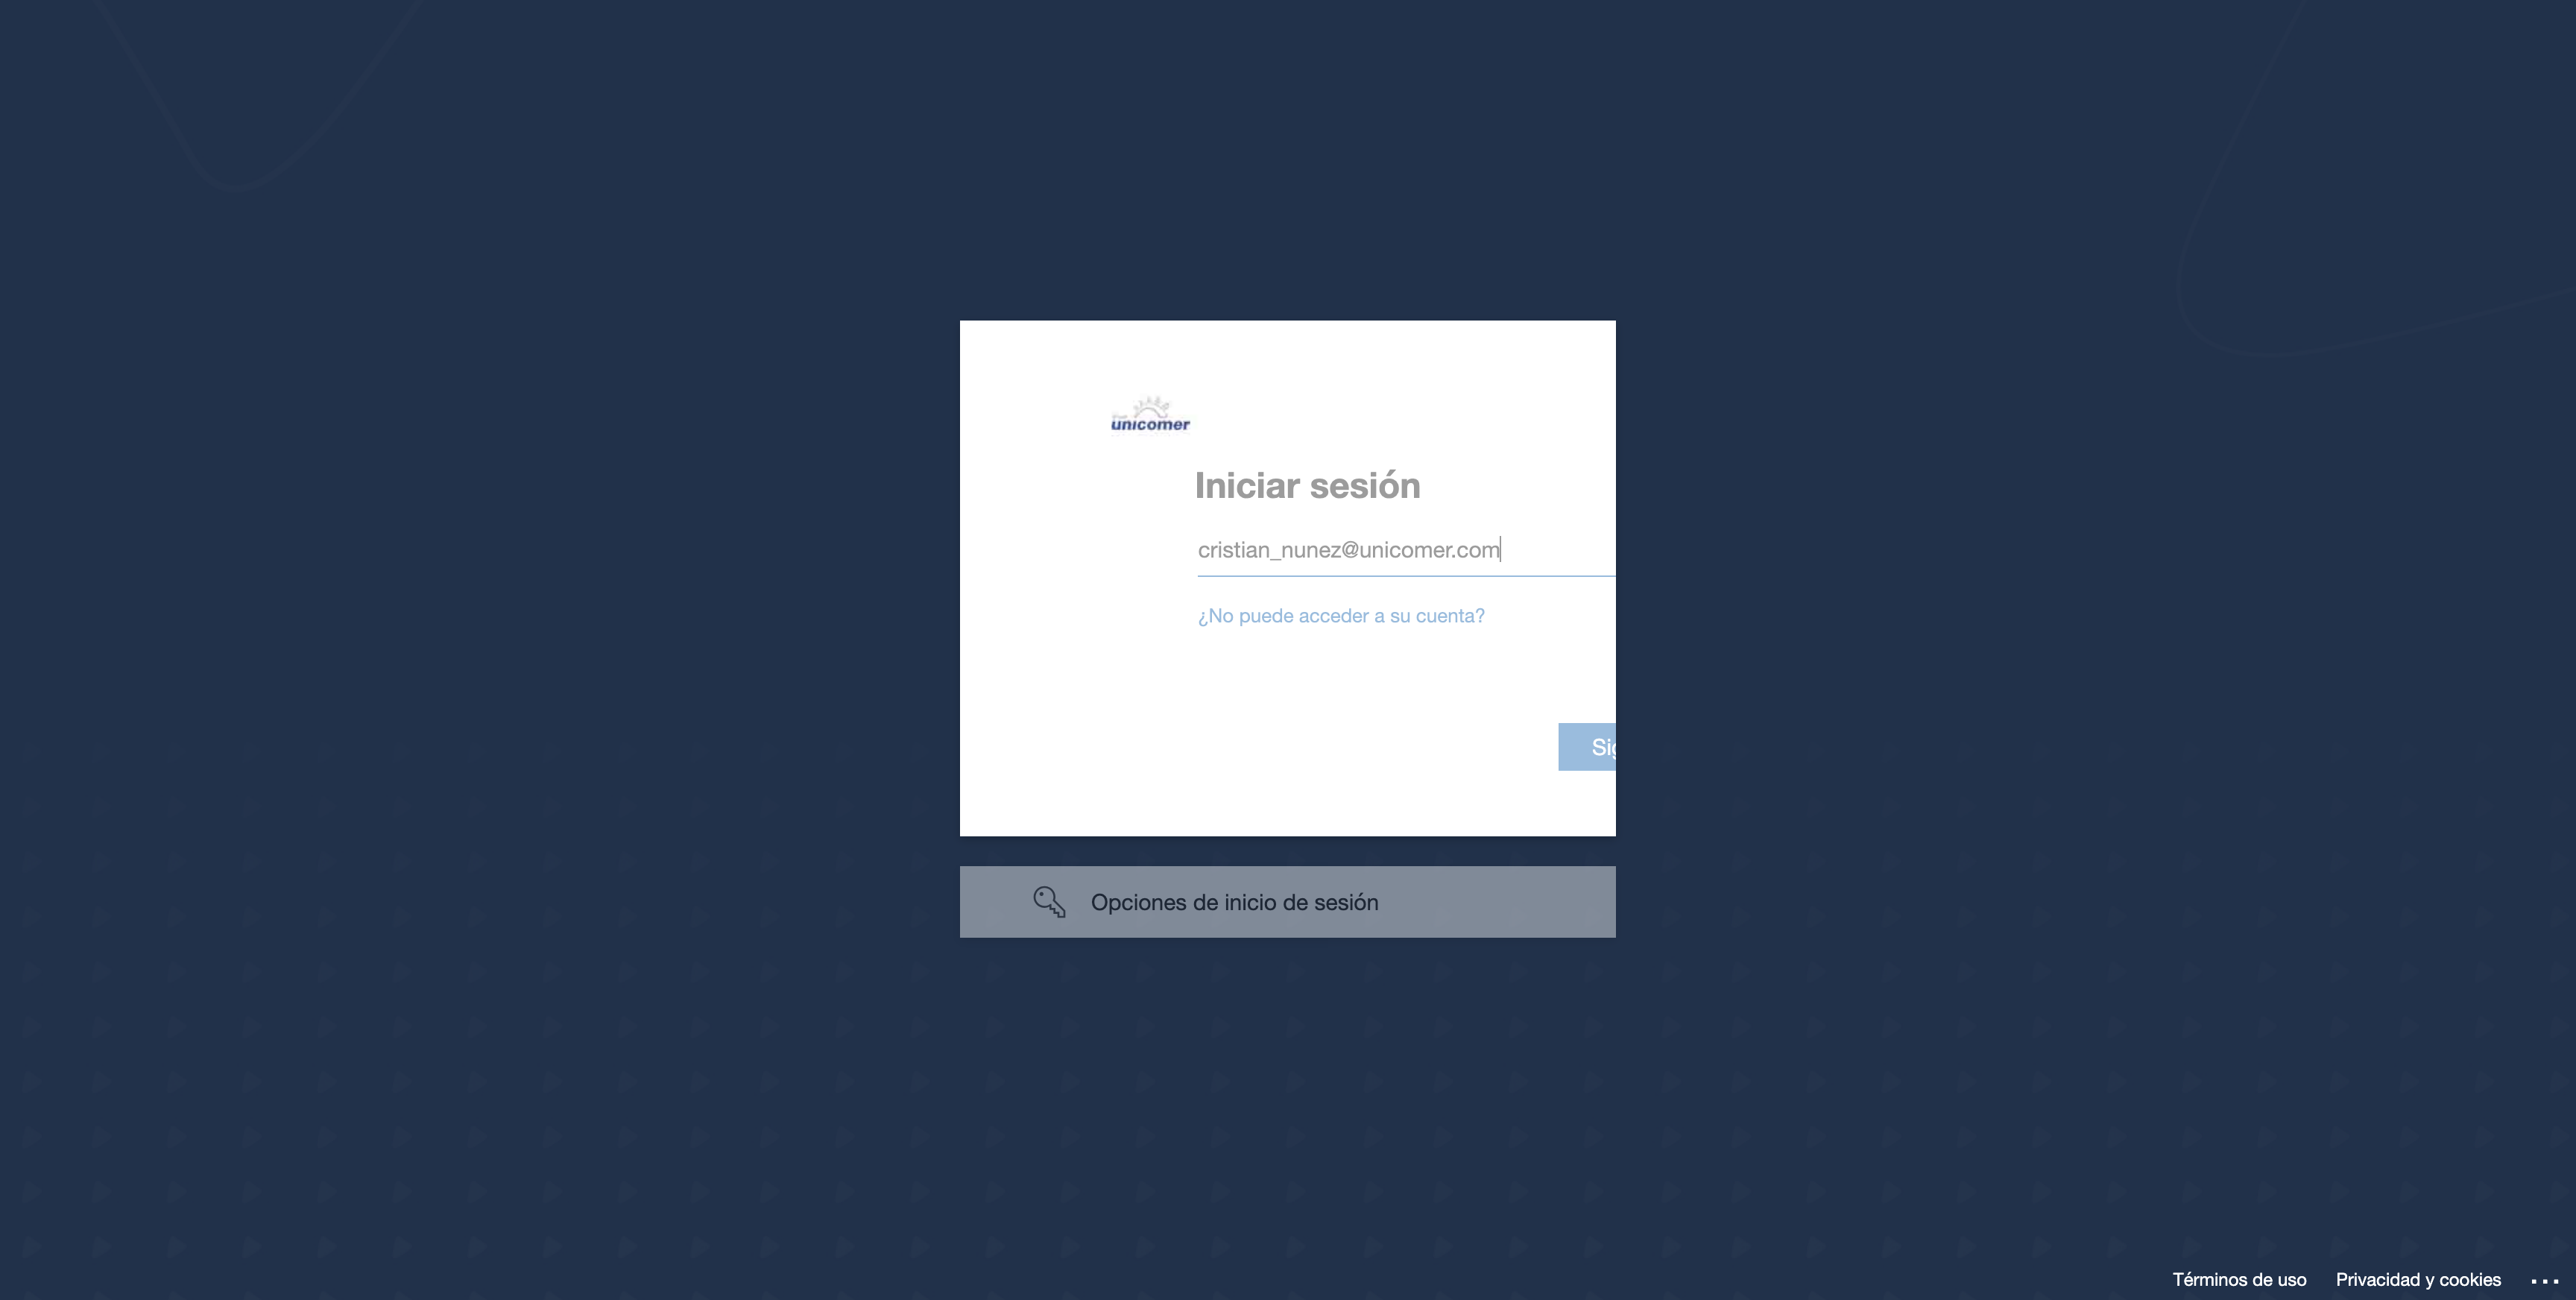 unicomer
Iniciar sesión
cristian_nunez@unicomer.com
¿No puede acceder a su cuenta?
Opciones de inicio de sesión
Términos de uso Privacidad y cookies ...